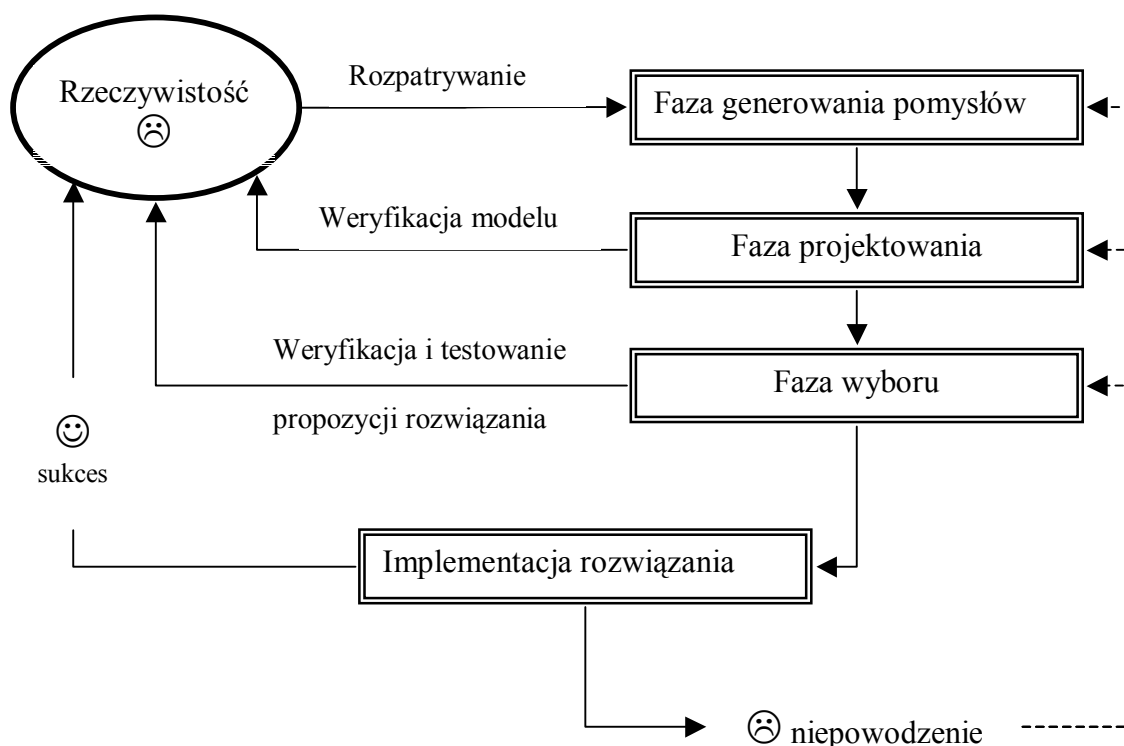 Rzeczywistość
☹
Rozpatrywanie
Faza generowania pomysłów
Weryfikacja modelu
Faza projektowania
Weryfikacja i testowanie
propozycji rozwiązania
Faza wyboru
☺
sukces
Implementacja rozwiązania
☹ niepowodzenie